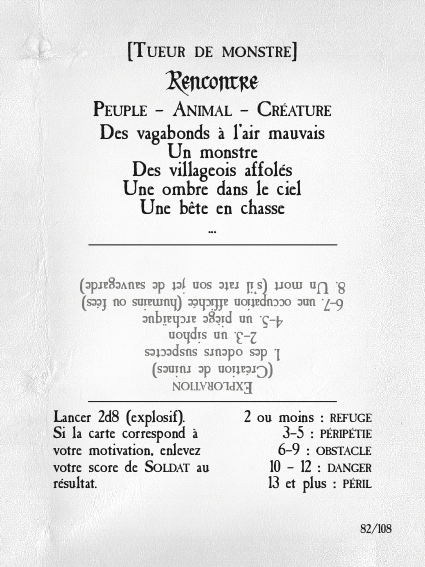 [Tueur de monstre]
Rencontre
Peuple – Animal – Créature
Des vagabonds à l'air mauvais
Un monstre
Des villageois affolés
Une ombre dans le ciel
Une bête en chasse
...
Exploration
(Création de ruines)
1. des odeurs suspectes
2–3. un siphon
4–5. un piège archaïque
6–7. une occupation affichée (humains ou fées)
8. Un mort (s'il rate son jet de sauvegarde)
Lancer 2d8 (explosif).
Si la carte correspond à
votre motivation, enlevez
votre score de Soldat au
résultat.
2 ou moins : refuge
3–5 : péripétie
6–9 : obstacle
10 – 12 : danger
13 et plus : péril
82/108